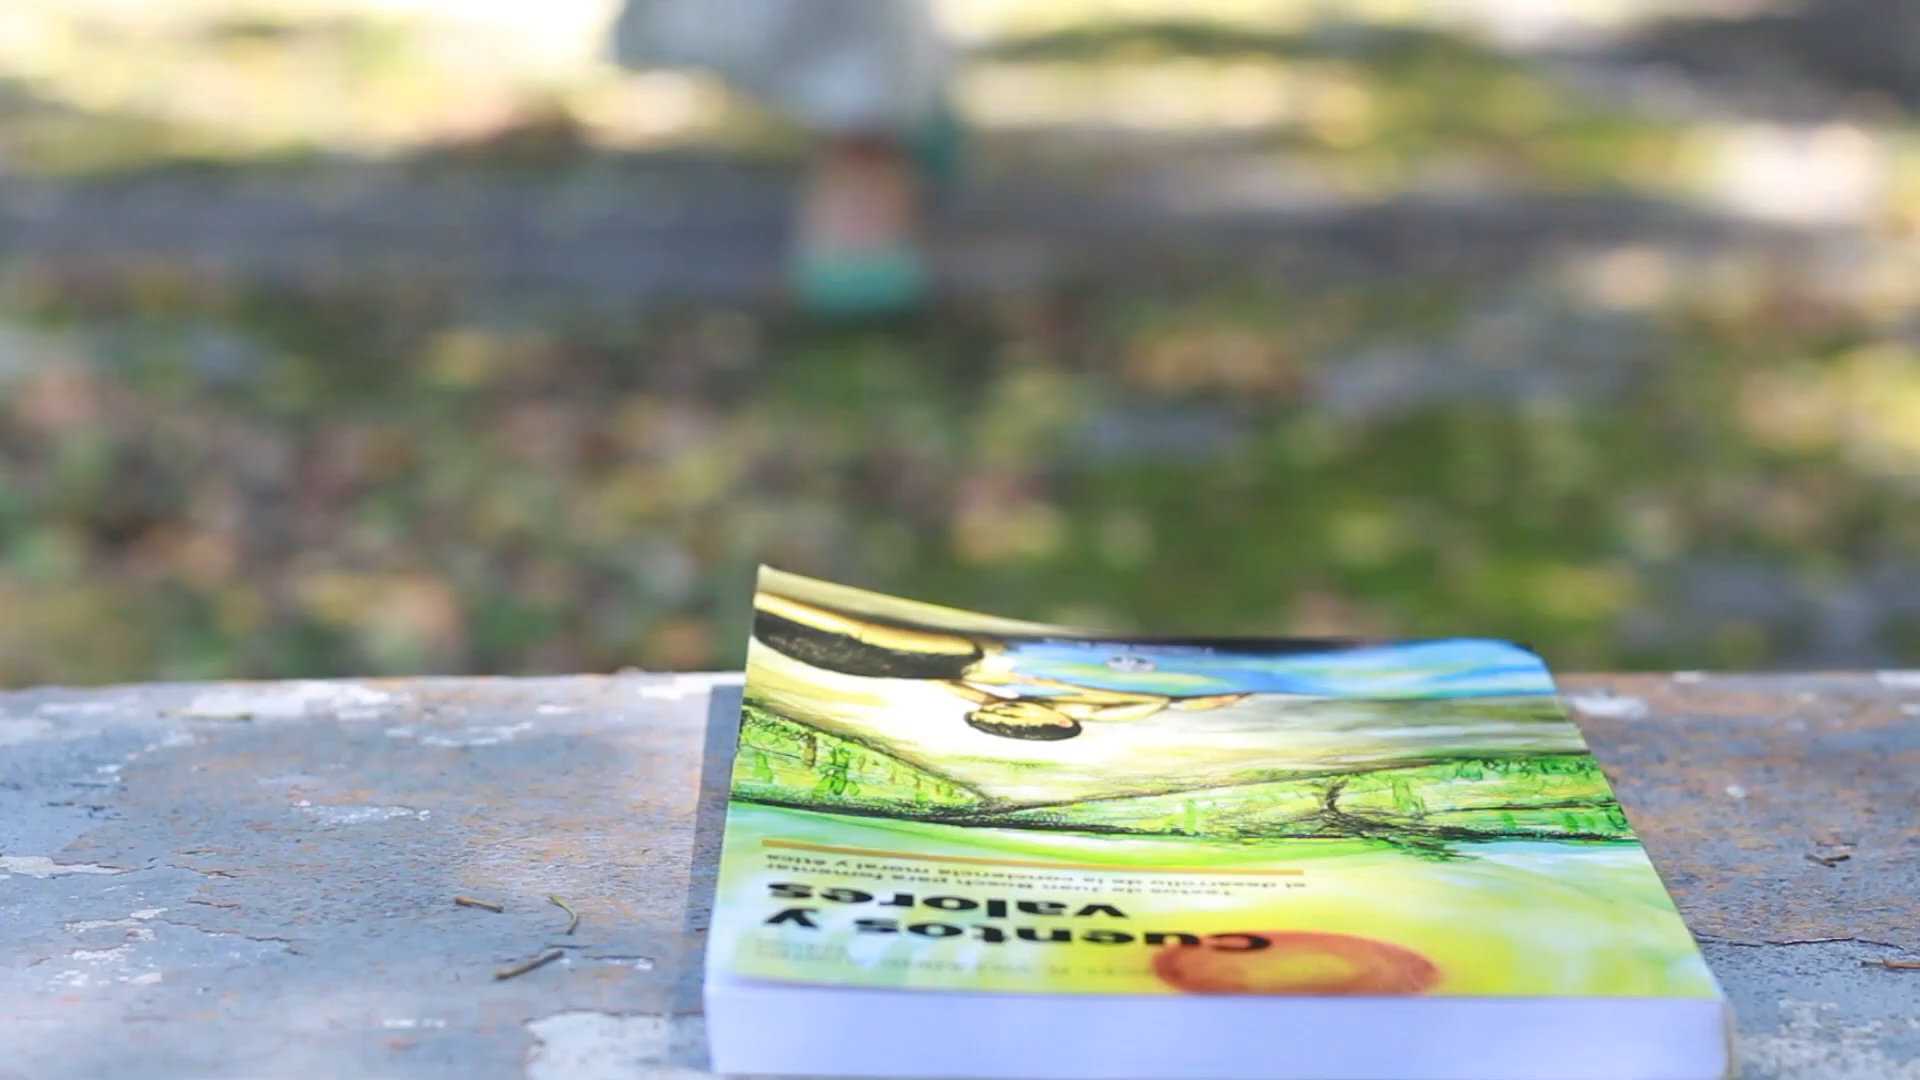 Cuentos y
valores
Textos de Juan Bosch para fomentar
el desarrollo de la conciencia moral y ética